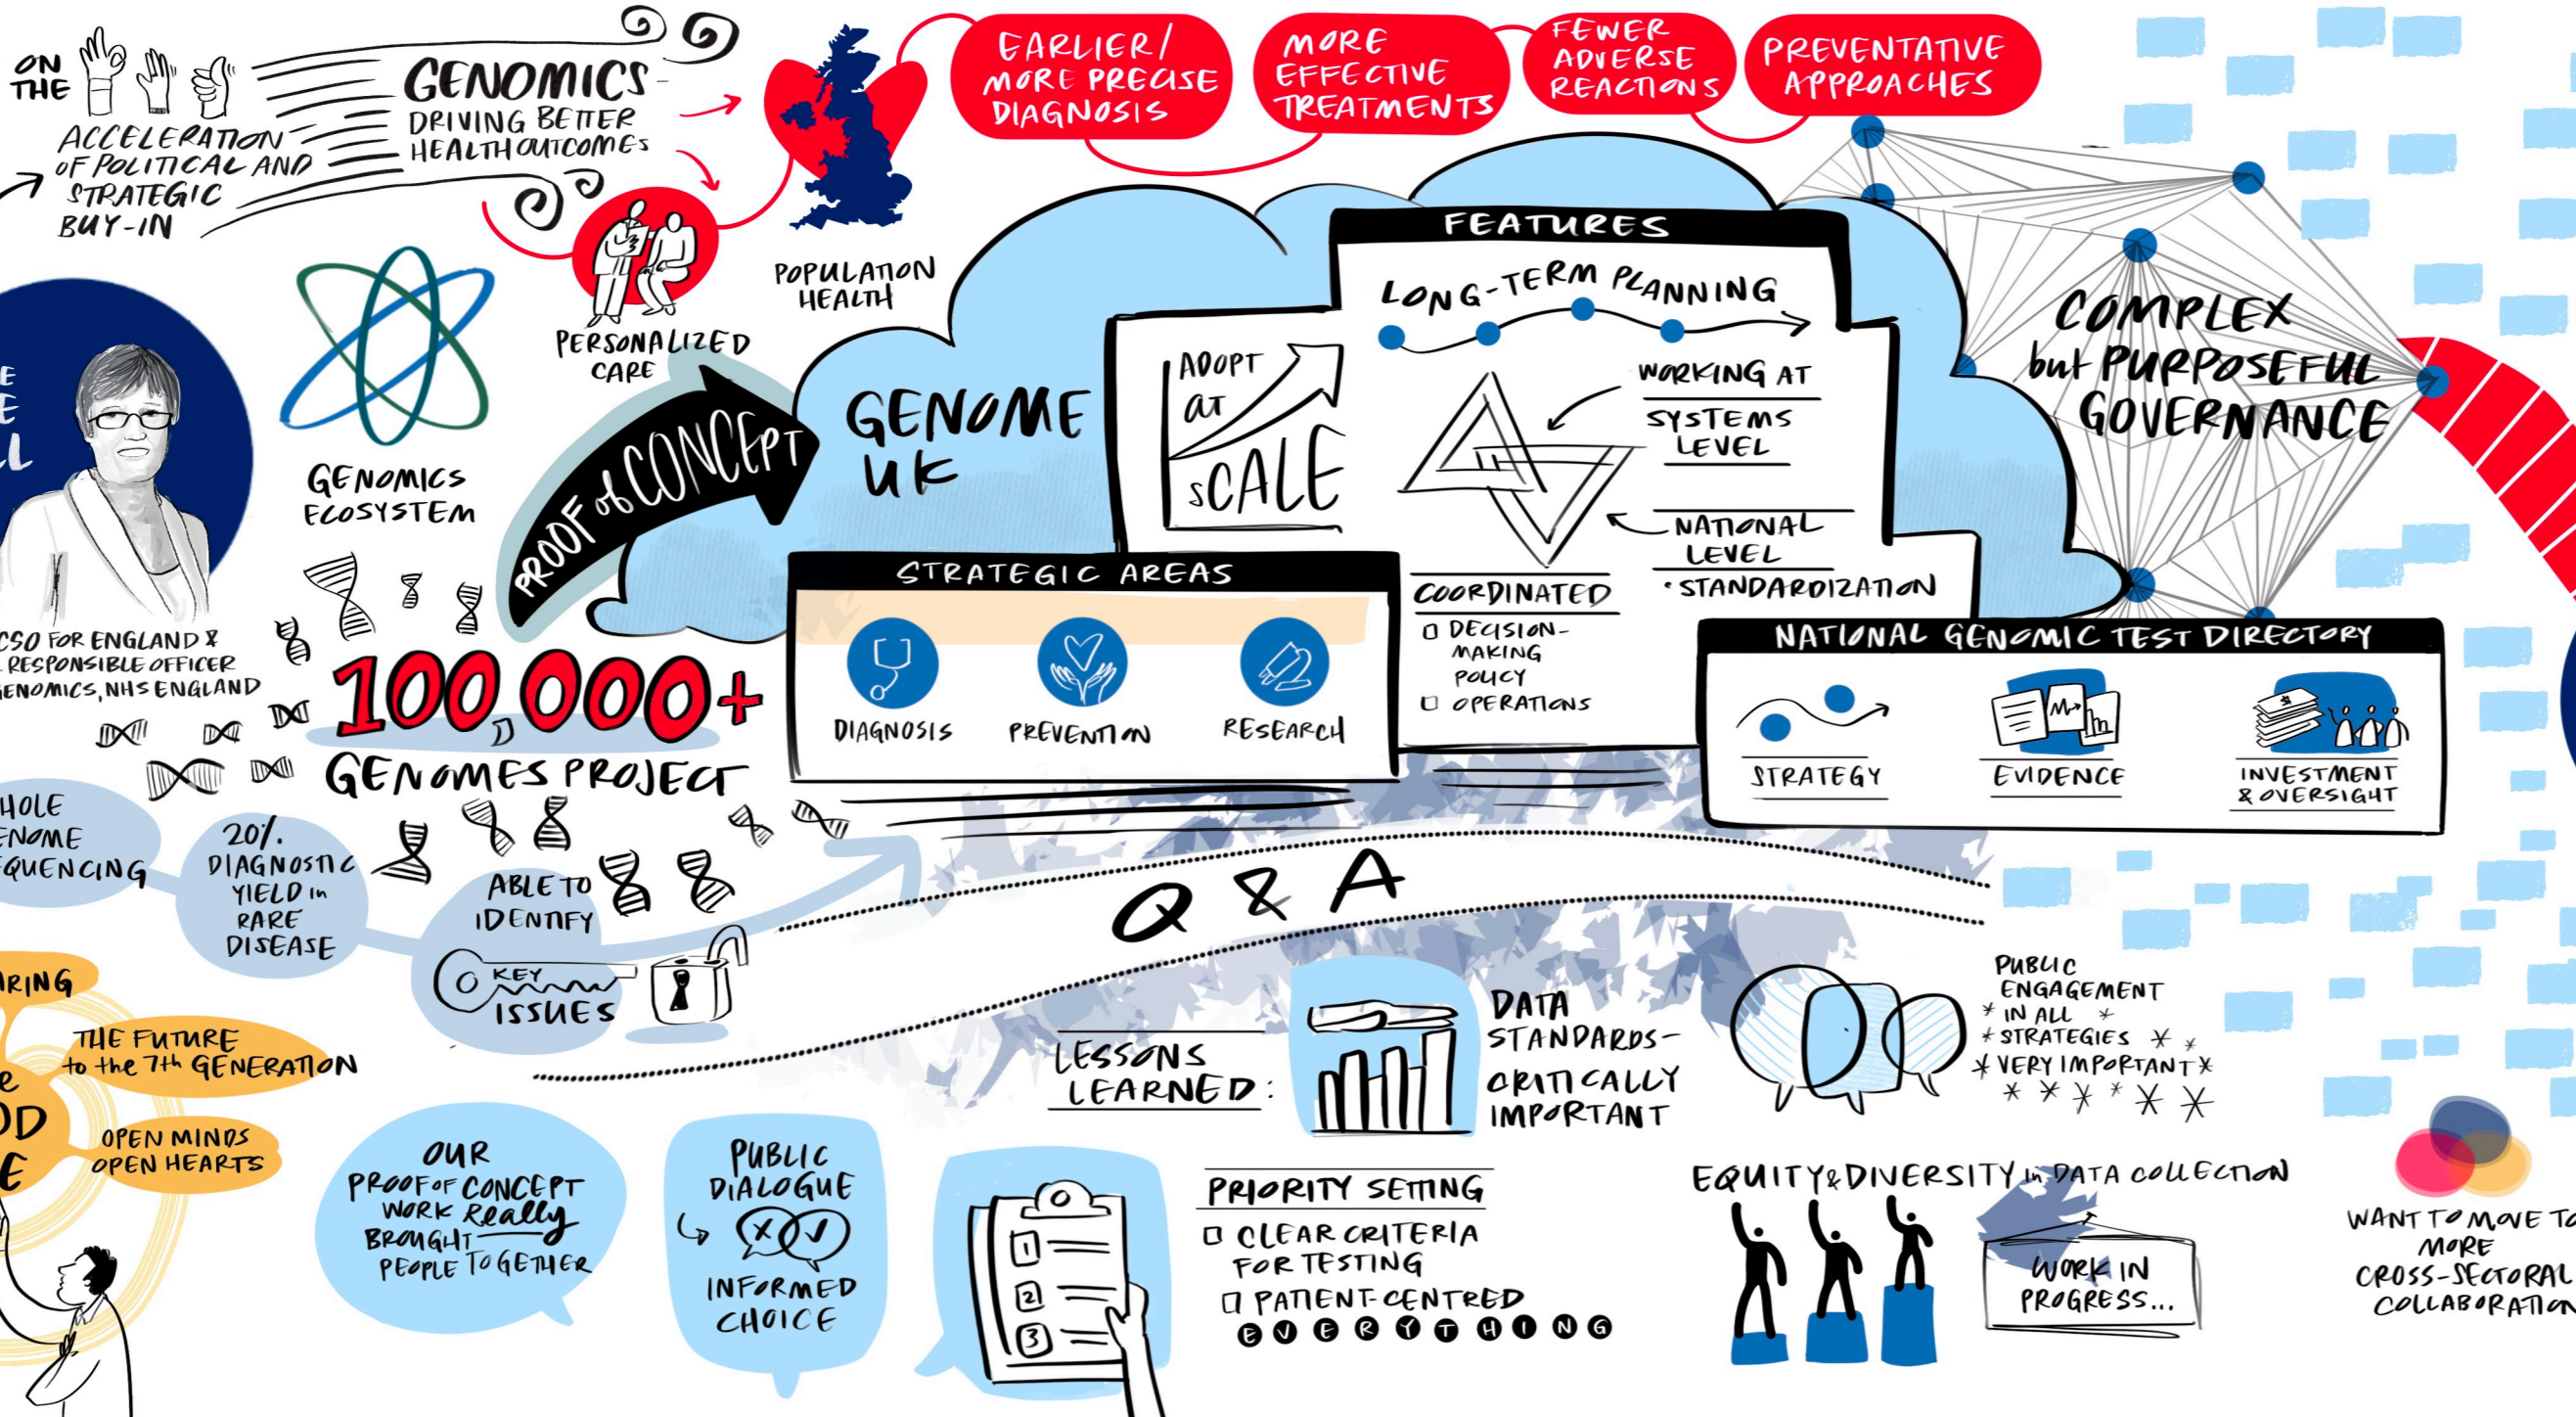 ON
THE
ACCELERATION
OF POLITICAL AND
STRATEGIC
BUY-IN
GENOMICS
DRIVING BETTER
HEALTH OUTCOMES
PERSONALIZED
CARE
POPULATION
HEALTH
EARLIER/
MORE PRECISE
DIAGNOSIS
MORE
EFFECTIVE
TREATMENTS
FEWER
ADVERSE
REACTIONS
PREVENTATIVE
APPROACHES
GENOMICS
ECOSYSTEM
CSO FOR ENGLAND &
RESPONSIBLE OFFICER
GENOMICS, NHS ENGLAND
PROOF of CONCEPT
100,000+
GENOMES PROJECT
GENOME
UK
FEATURES
LONG-TERM PLANNING
ADOPT
at
SCALE
WORKING AT
SYSTEMS
LEVEL
NATIONAL
LEVEL
• STANDARDIZATION
COORDINATED
DECISION-
MAKING
POLICY
OPERATIONS
STRATEGIC AREAS
DIAGNOSIS
PREVENTION
RESEARCH
COMPLEX
but PURPOSEFUL
GOVERNANCE
NATIONAL GENOMIC TEST DIRECTORY
STRATEGY
EVIDENCE
INVESTMENT
& OVERSIGHT
20%
DIAGNOSTIC
YIELD in
RARE
DISEASE
ABLE TO
IDENTIFY
KEY
ISSUES
THE FUTURE
to the 7th GENERATION
OPEN MINDS
OPEN HEARTS
Q & A
OUR
PROOF OF CONCEPT
WORK Really
BROUGHT
PEOPLE TOGETHER
PUBLIC
DIALOGUE
INFORMED
CHOICE
LESSONS
LEARNED:
DATA
STANDARDS-
CRITICALLY
IMPORTANT
1
2
3
PRIORITY SETTING
CLEAR CRITERIA
FOR TESTING
PATIENT-CENTRED
EVERYTHING
PUBLIC
ENGAGEMENT
* IN ALL *
* STRATEGIES * *
* VERY IMPORTANT *
* * * * * *
EQUITY & DIVERSITY in DATA COLLECTION
WORK IN
PROGRESS...
WANT TO MOVE TO
MORE
CROSS-SECTORAL
COLLABORATION